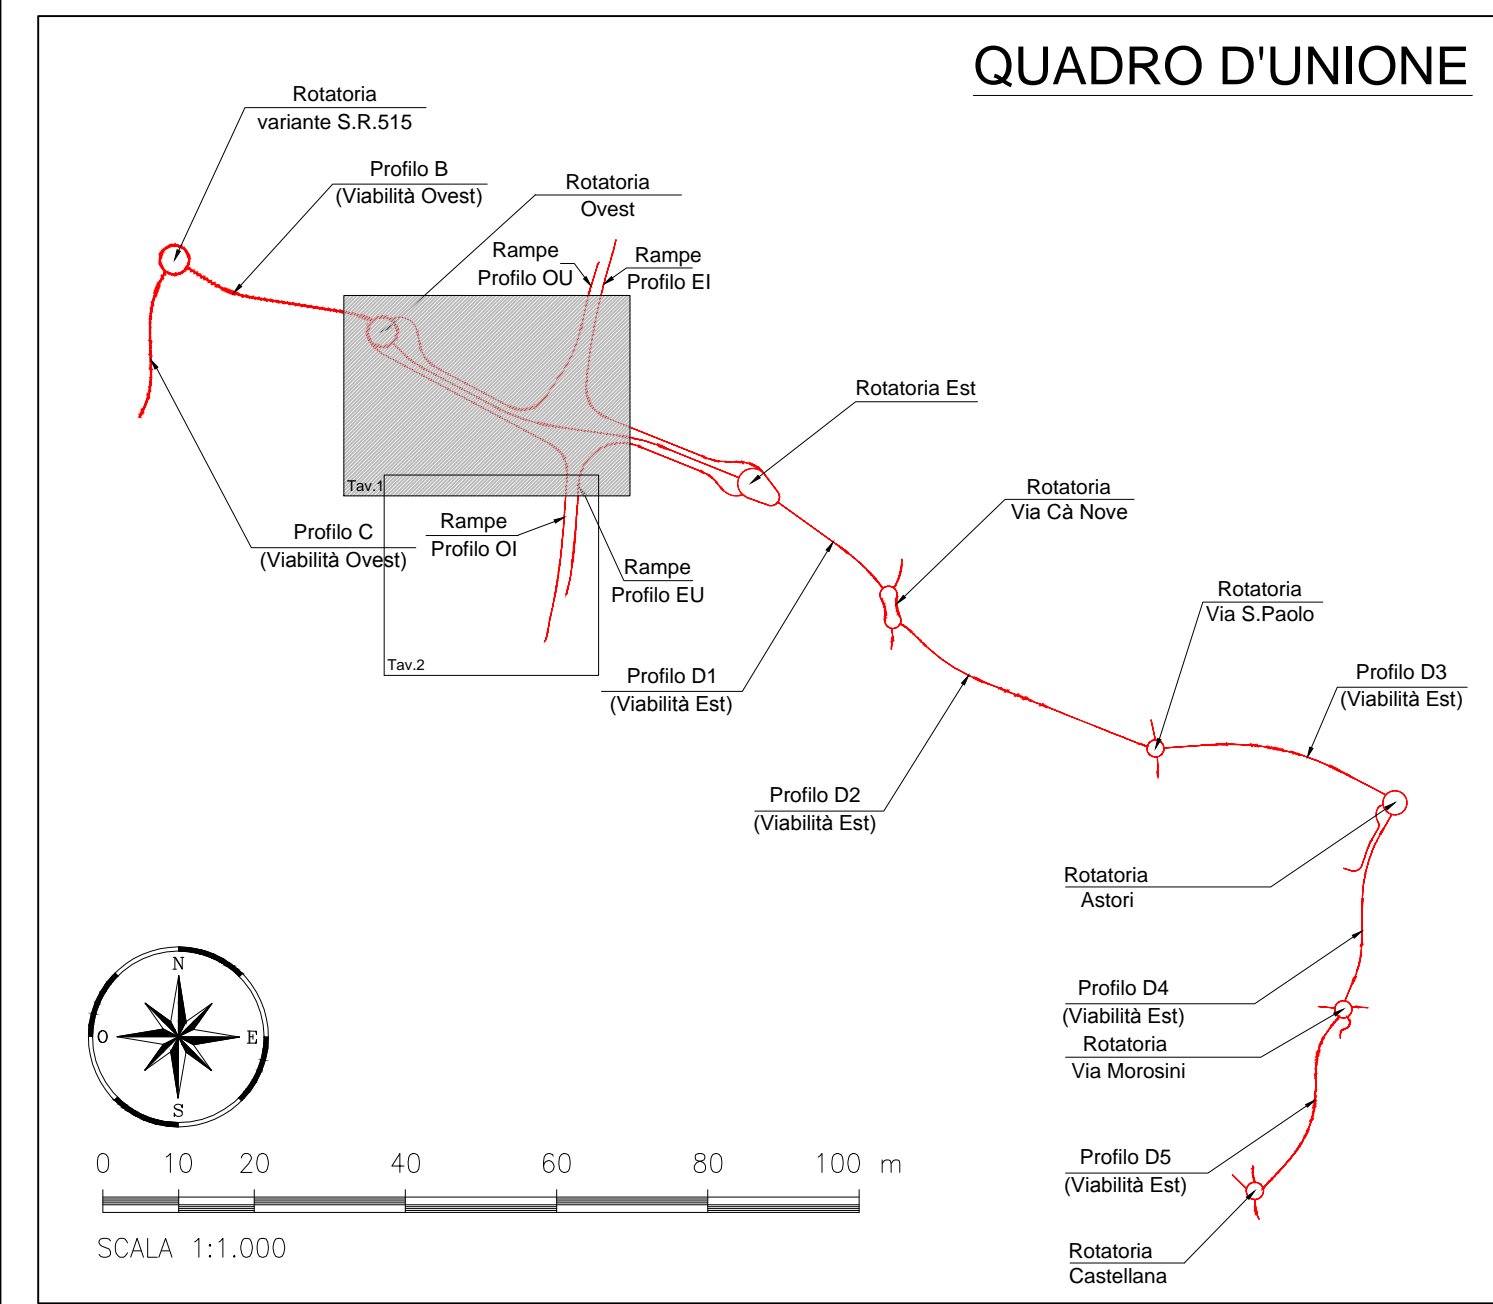 QUADRO D'UNIONE
Rotatoria
variante S.R.515
Profilo B
(Viabilità Ovest)
Rotatoria
Ovest
Rampe
Profilo OU
Rampe
Profilo EI
Rotatoria Est
Tav.1
Rotatoria
Via Cà Nove
Profilo C
(Viabilità Ovest)
Rampe
Profilo OI
Rampe
Profilo EU
Rotatoria
Via S.Paolo
Tav.2
Profilo D1
(Viabilità Est)
Profilo D3
(Viabilità Est)
Profilo D2
(Viabilità Est)
Rotatoria
Astori
N
O
E
S
Profilo D4
(Viabilità Est)
Rotatoria
Via Morosini
Profilo D5
(Viabilità Est)
0 10 20 40 60 80 100 m
SCALA 1:1.000
Rotatoria
Castellana